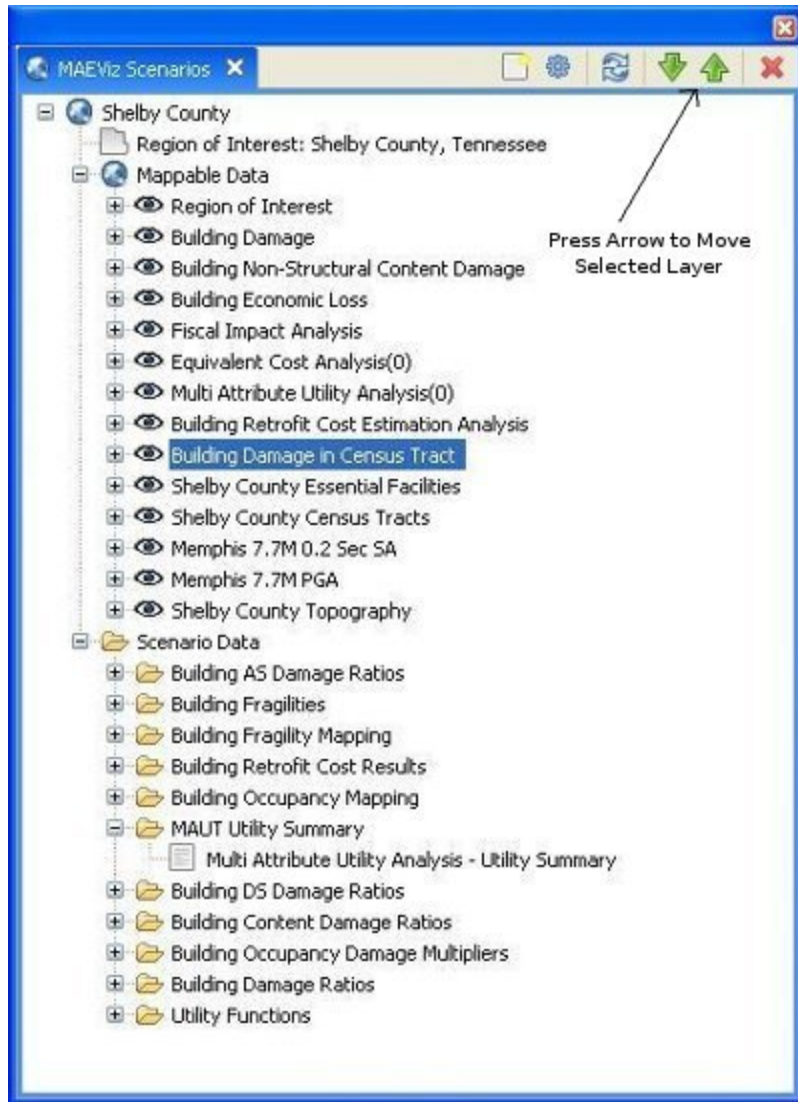 MAEViz Scenarios
Shelby County
Region of Interest: Shelby County, Tennessee
Mappable Data
Region of Interest
Building Damage
Press Arrow to Move
Selected Layer
Building Non-Structural Content Damage
Building Economic Loss
Fiscal Impact Analysis
Equivalent Cost Analysis(0)
Multi Attribute Utility Analysis(0)
Building Retrofit Cost Estimation Analysis
Building Damage in Census Tract
Shelby County Essential Facilities
Shelby County Census Tracts
Memphis 7.7M 0.2 Sec SA
Memphis 7.7M PGA
Shelby County Topography
Scenario Data
Building AS Damage Ratios
Building Fragilities
Building Fragility Mapping
Building Retrofit Cost Results
Building Occupancy Mapping
MAUT Utility Summary
Multi Attribute Utility Analysis - Utility Summary
Building DS Damage Ratios
Building Content Damage Ratios
Building Occupancy Damage Multipliers
Building Damage Ratios
Utility Functions